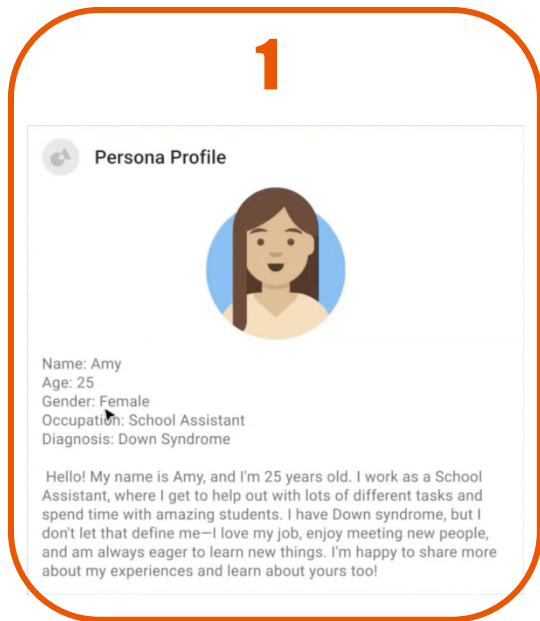 1
Persona Profile
Name: Amy
Age: 25
Gender: Female
Occupation: School Assistant
Diagnosis: Down Syndrome
Hello! My name is Amy, and I'm 25 years old. I work as a School
Assistant, where I get to help out with lots of different tasks and
spend time with amazing students. I have Down syndrome, but I
don't let that define me—I love my job, enjoy meeting new people,
and am always eager to learn new things. I'm happy to share more
about my experiences and learn about yours too!